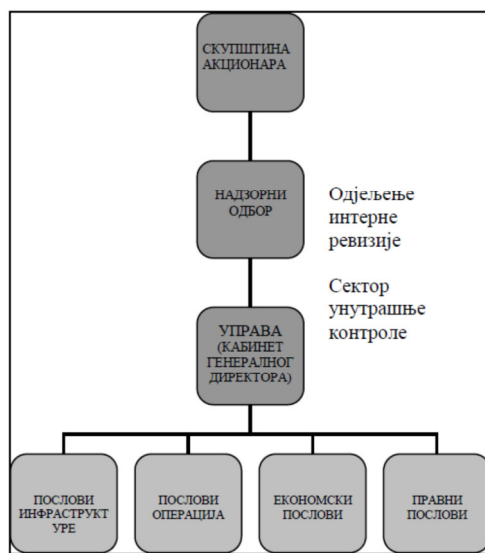 СКУПШТИНА
АКЦИОНАРА
НАДЗОРНИ
ОДБОР
Одјељење
интерне
ревизије
Сектор
унутрашње
контроле
УПРАВА
(КАБИНЕТ
ГЕНЕРАЛНОГ
ДИРЕКТОРА)
ПОСЛОВИ
ИНФРАСТРУКТ
УРЕ
ПОСЛОВИ
ОПЕРАЦИЈА
ЕКОНОМСКИ
ПОСЛОВИ
ПРАВНИ
ПОСЛОВИ